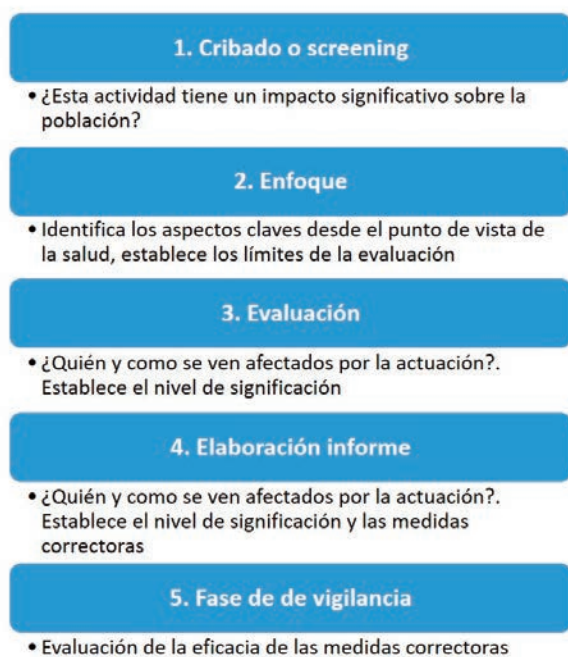 1. Cribado o screening
• ¿Esta actividad tiene un impacto significativo sobre la
población?
2. Enfoque
• Identifica los aspectos claves desde el punto de vista de
la salud, establece los límites de la evaluación
3. Evaluación
• ¿Quién y como se ven afectados por la actuación?.
Establece el nivel de significación
4. Elaboración informe
• ¿Quién y como se ven afectados por la actuación?.
Establece el nivel de significación y las medidas
correctoras
5. Fase de de vigilancia
• Evaluación de la eficacia de las medidas correctoras